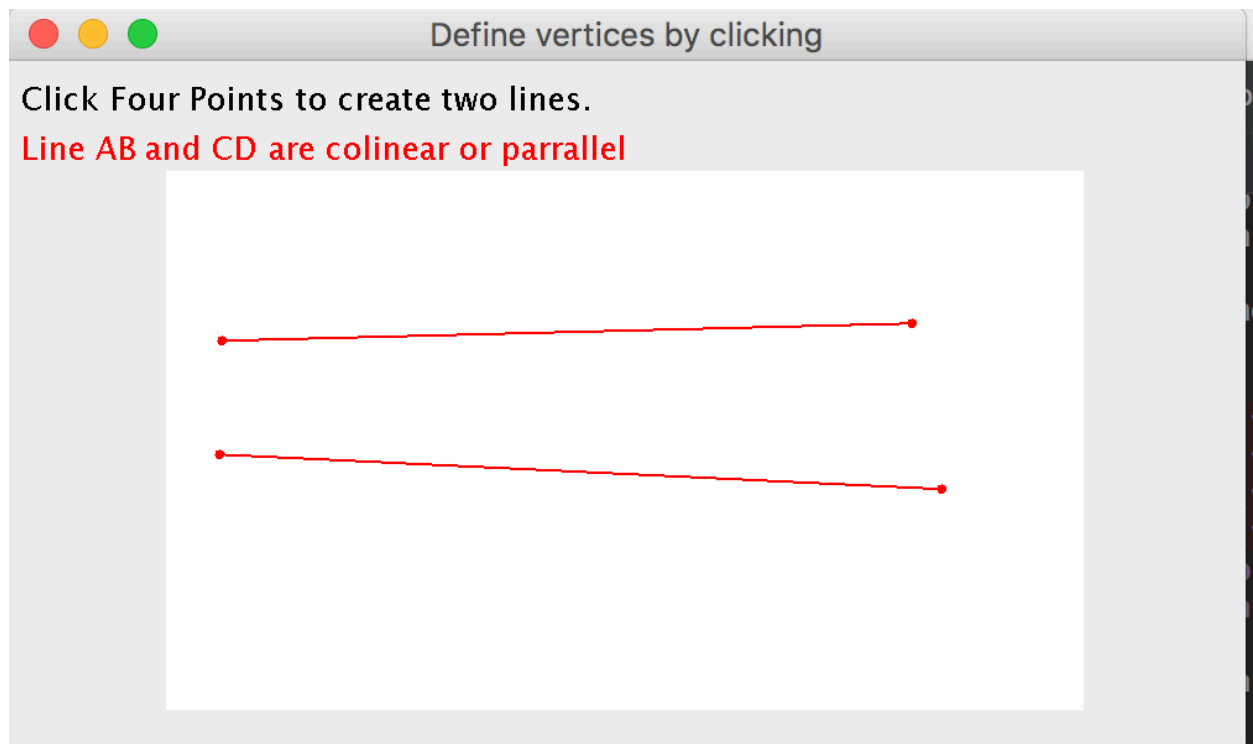 Define vertices by clicking
Click Four Points to create two lines.
Line AB and CD are colinear or parrallel